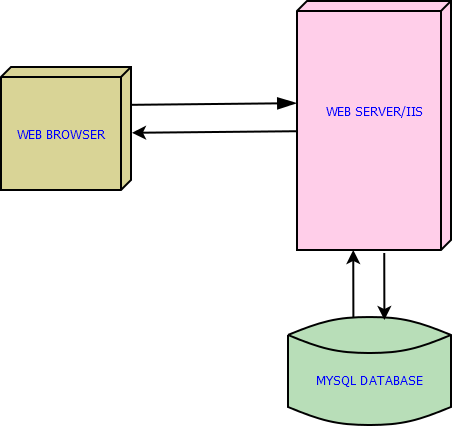 WEB BROWSER
WEB SERVER/IIS
MYSQL DATABASE